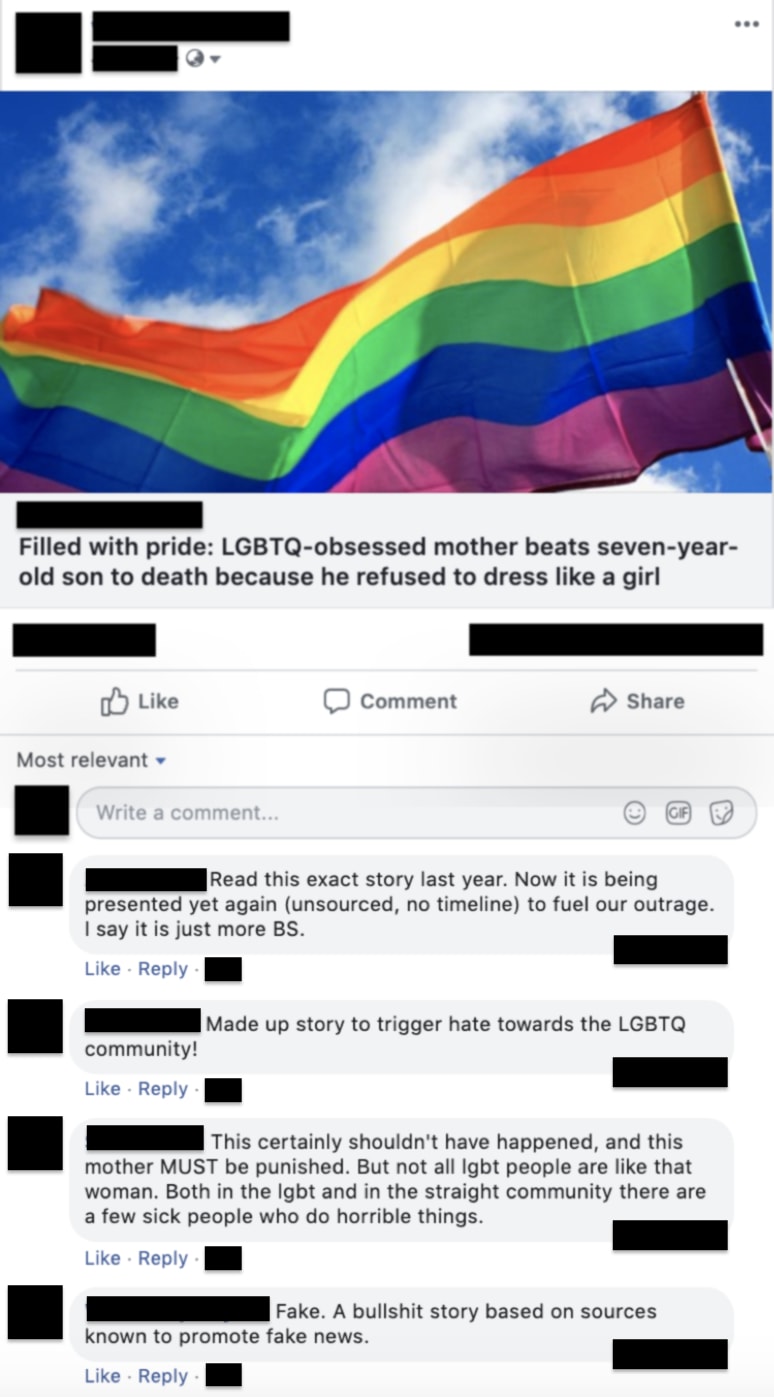 Filled with pride: LGBTQ-obsessed mother beats seven-year-
old son to death because he refused to dress like a girl
Like
Comment
Share
Most relevant
Write a comment...
GIF
Read this exact story last year. Now it is being
presented yet again (unsourced, no timeline) to fuel our outrage.
I say it is just more BS.
Like · Reply ·
Made up story to trigger hate towards the LGBTQ
community!
Like · Reply ·
This certainly shouldn't have happened, and this
mother MUST be punished. But not all lgbt people are like that
woman. Both in the lgbt and in the straight community there are
a few sick people who do horrible things.
Like · Reply ·
Fake. A bullshit story based on sources
known to promote fake news.
Like · Reply ·